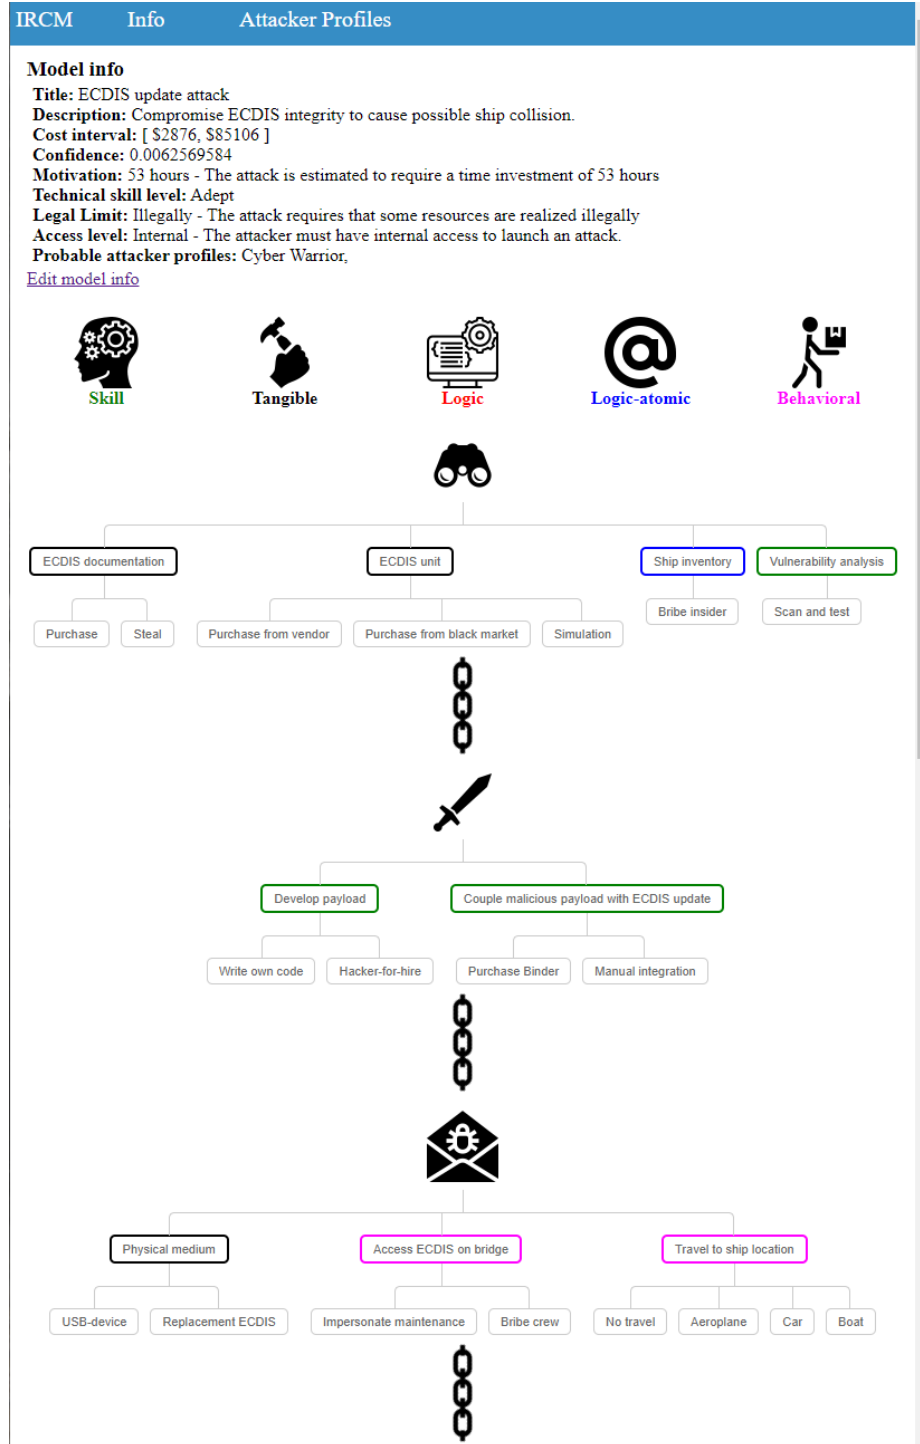 IRCM Info Attacker Profiles
Model info
Title: ECDIS update attack
Description: Compromise ECDIS integrity to cause possible ship collision.
Cost interval: [ $2876, $85106 ]
Confidence: 0.0062569584
Motivation: 53 hours - The attack is estimated to require a time investment of 53 hours
Technical skill level: Adept
Legal Limit: Illegally - The attack requires that some resources are realized illegally
Access level: Internal - The attacker must have internal access to launch an attack.
Probable attacker profiles: Cyber Warrior,
Edit model info
Skill Tangible Logic Logic-atomic Behavioral
ECDIS documentation ECDIS unit Ship inventory Vulnerability analysis
Bribe insider Scan and test
Purchase Steal Purchase from vendor Purchase from black market Simulation
Develop payload Couple malicious payload with ECDIS update
Write own code Hacker-for-hire Purchase Binder Manual integration
Physical medium Access ECDIS on bridge Travel to ship location
USB-device Replacement ECDIS Impersonate maintenance Bribe crew No travel Aeroplane Car Boat